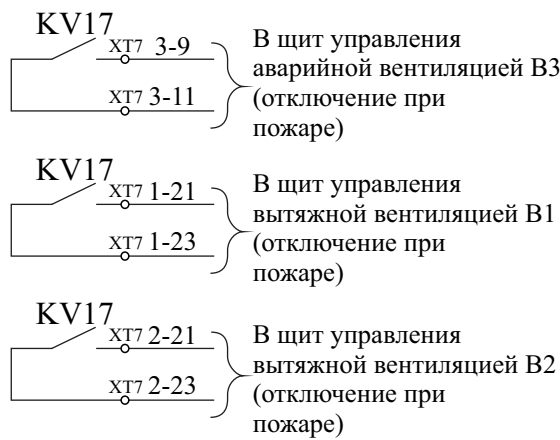 KV17
XT7 3-9
XT7 3-11
В щит управления
аварийной вентиляцией В3
(отключение при
пожаре)
KV17
XT7 1-21
XT7 1-23
В щит управления
вытяжной вентиляцией В1
(отключение при
пожаре)
KV17
XT7 2-21
XT7 2-23
В щит управления
вытяжной вентиляцией В2
(отключение при
пожаре)